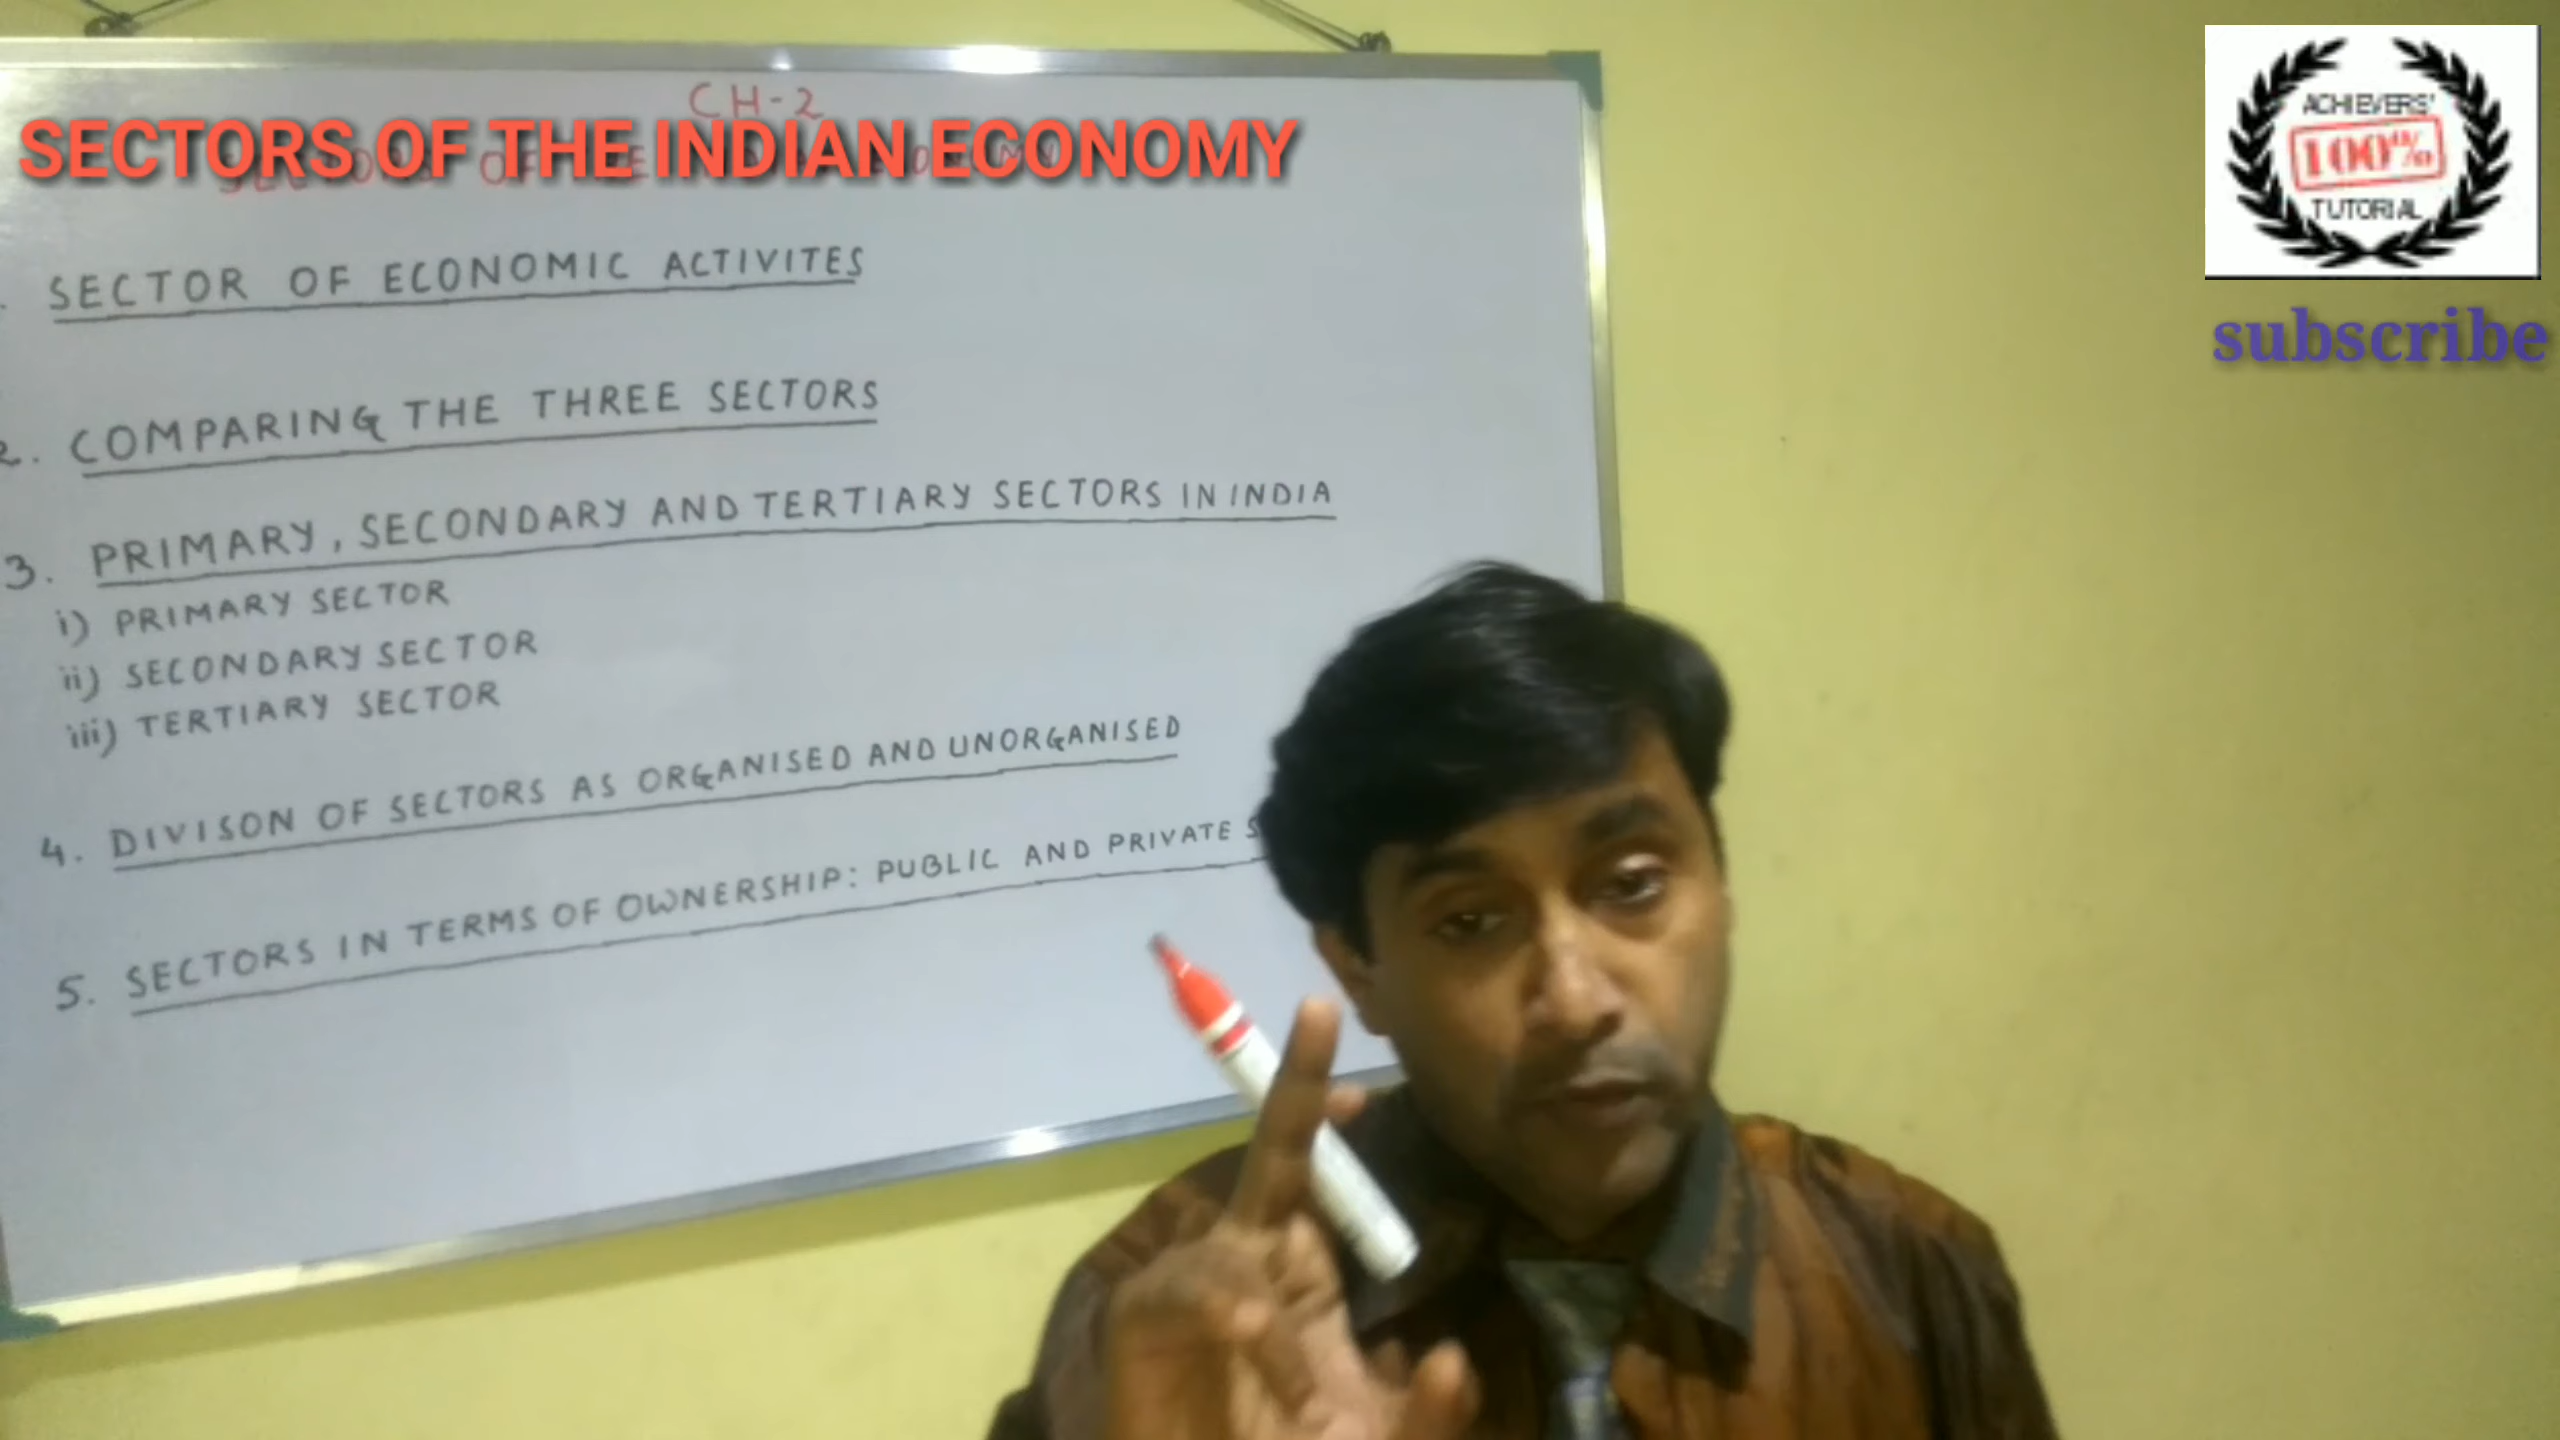 CH-2
SECTORS OF THE INDIAN ECONOMY
ACHIEVERS'
100%
TUTORIAL
subscribe
SECTOR OF ECONOMIC ACTIVITES
2. COMPARING THE THREE SECTORS
3. PRIMARY, SECONDARY AND TERTIARY SECTORS IN INDIA
i) PRIMARY SECTOR
ii) SECONDARY SECTOR
iii) TERTIARY SECTOR
4. DIVISON OF SECTORS AS ORGANISED AND UNORGANISED
5. SECTORS IN TERMS OF OWNERSHIP: PUBLIC AND PRIVATE S